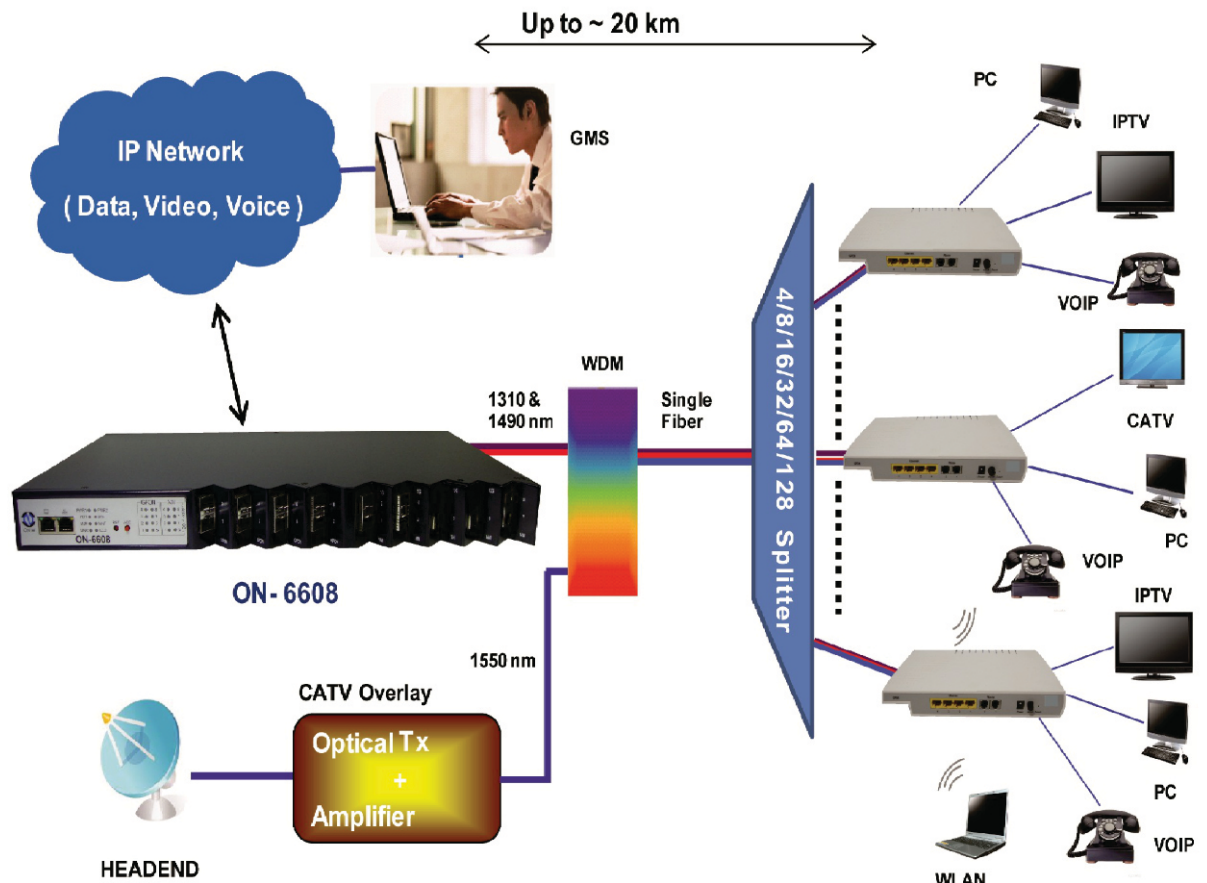 Up to ~ 20 km
PC
IPTV
IP Network
( Data, Video, Voice )
GMS
VOIP
4/8/16/32/64/128 Splitter
WDM
1310 &
1490 nm
Single
Fiber
CATV
ON-6608
PC
VOIP
ON- 6608
IPTV
1550 nm
CATV Overlay
Optical Tx
+
Amplifier
PC
VOIP
HEADEND
WLAN